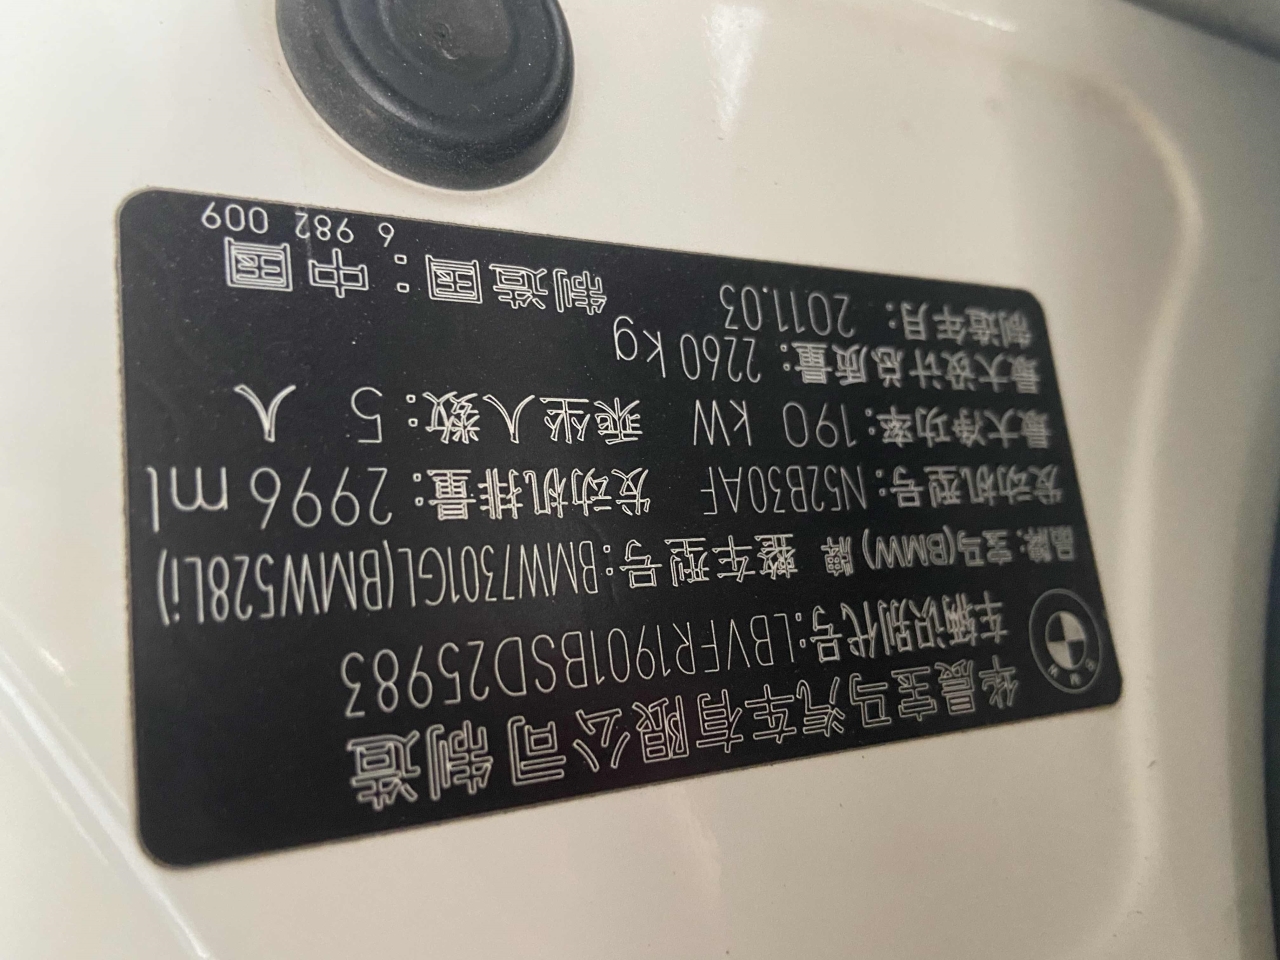 华晨宝马汽车有限公司 制造
车辆识别代号:LBVFR1901BSD25983
品牌:宝马(BMW)牌 整车型号:BMW7301GL(BMW528Li)
发动机型号:N52B30AF 发动机排量:2996 ml
最大净功率:190 kW 乘坐人数:5 人
最大设计总质量:2260 kg
制造年月:2011.03 制造国:中国
6 982 009
BMW